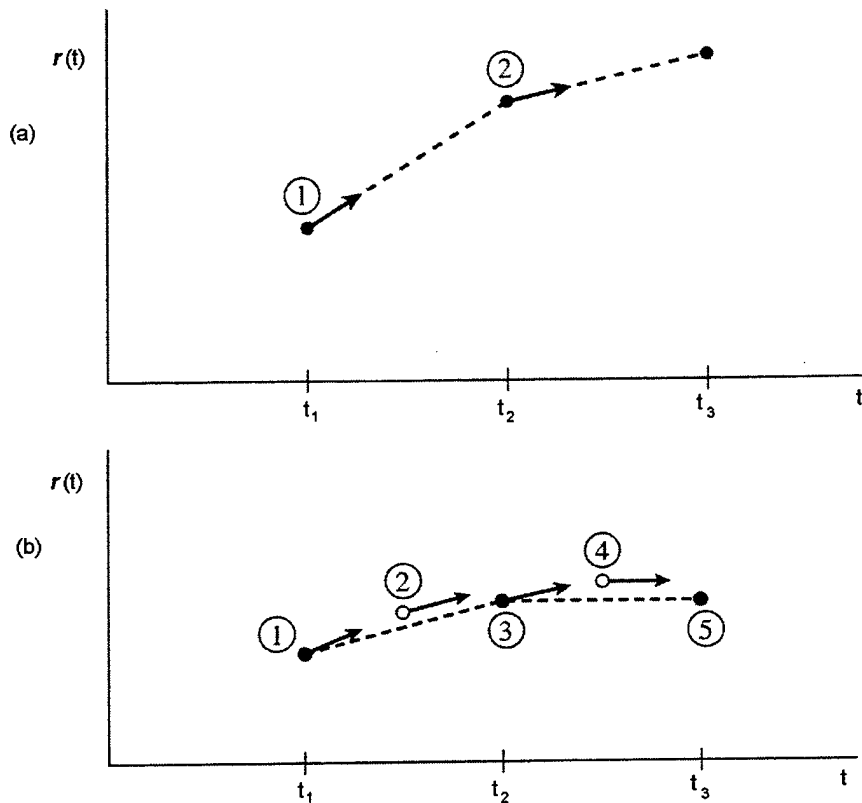 r(t)
(a)
①
②
t₁ t₂ t₃ t
r(t)
(b)
①
②
③
④
⑤
t₁ t₂ t₃ t